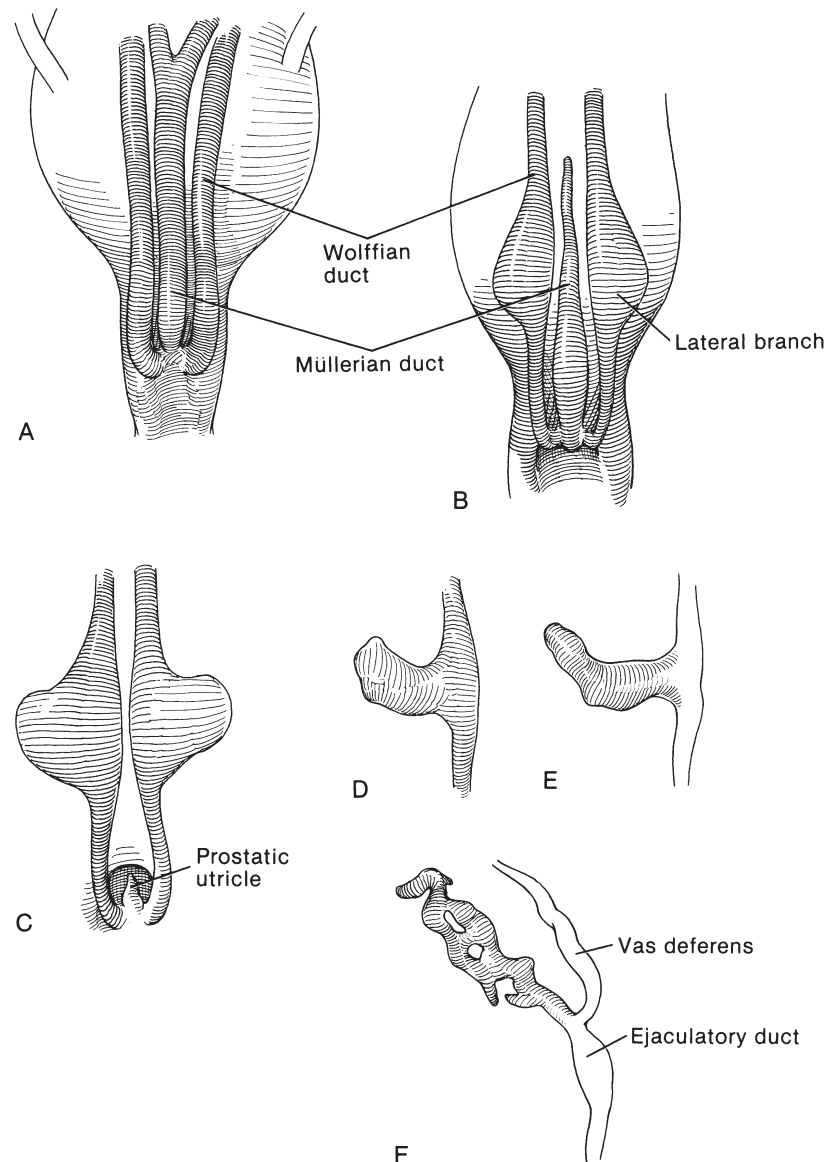 Wolffian
duct
Müllerian duct
Lateral branch
A
B
Prostatic
utricle
C
D
E
Vas deferens
Ejaculatory duct
F